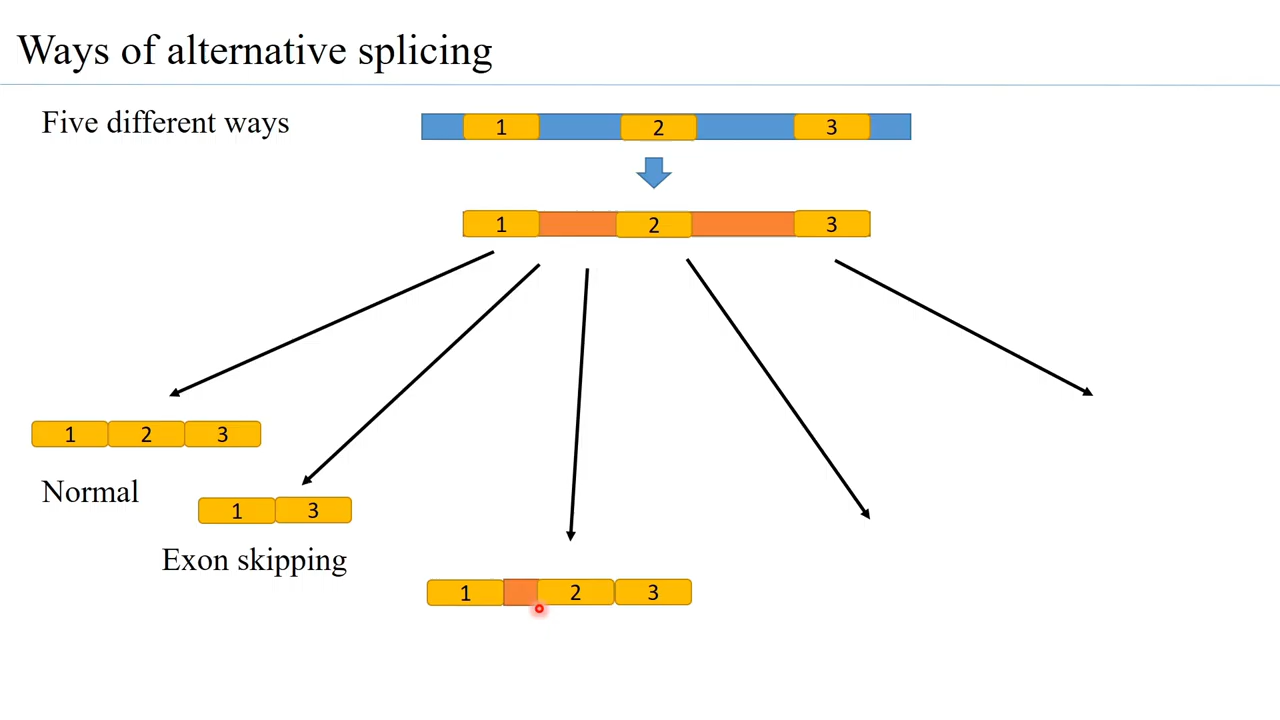 Ways of alternative splicing
Five different ways
1 2 3
1 2 3
1 2 3
Normal
1 3
Exon skipping
1 2 3